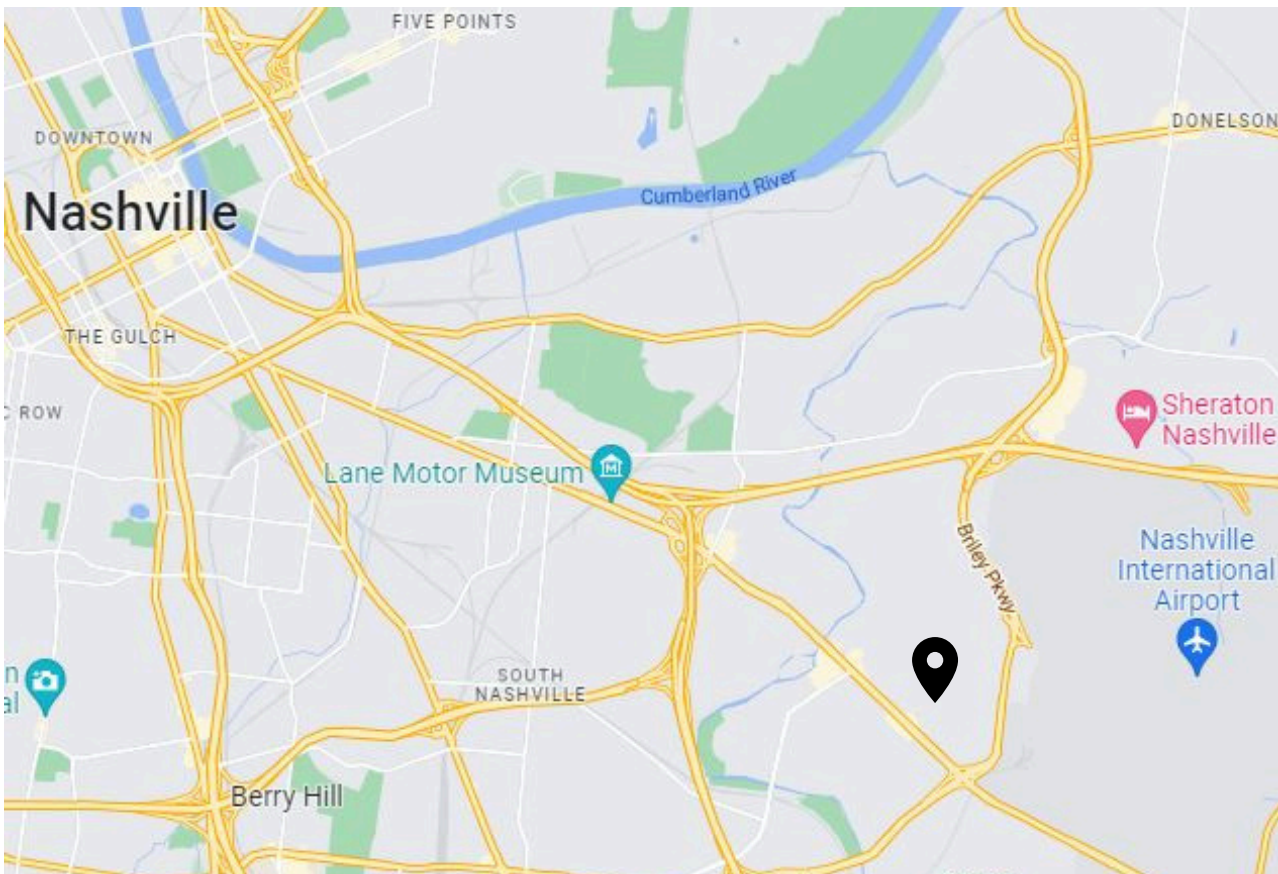 FIVE POINTS
DOWNTOWN
DONELSON
Nashville
Cumberland River
THE GULCH
C ROW
Sheraton
Nashville
Lane Motor Museum
Briley Pkwy
Nashville
International
Airport
SOUTH
NASHVILLE
n
al
Berry Hill